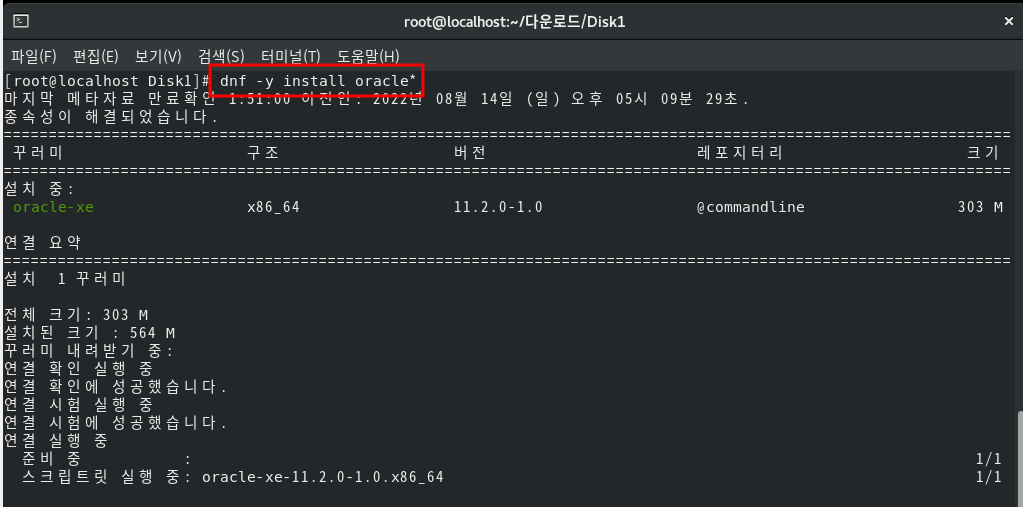 root@localhost:~/다운로드/Disk1
파일(F) 편집(E) 보기(V) 검색(S) 터미널(T) 도움말(H)
[root@localhost Disk1]# dnf -y install oracle*
마지막 메타자료 만료확인 1:51:00 이전인: 2022년 08월 14일 (일) 오후 05시 09분 29초.
종속성이 해결되었습니다.
================================================================================
꾸러미 구조 버전 레포지터리 크기
================================================================================
설치 중:
oracle-xe x86_64 11.2.0-1.0 @commandline 303 M
연결 요약
================================================================================
설치 1 꾸러미
전체 크기: 303 M
설치된 크기 : 564 M
꾸러미 내려받기 중:
연결 확인 실행 중
연결 확인에 성공했습니다.
연결 시험 실행 중
연결 시험에 성공했습니다.
연결 실행 중
준비 중 : 1/1
스크립트릿 실행 중: oracle-xe-11.2.0-1.0.x86_64 1/1